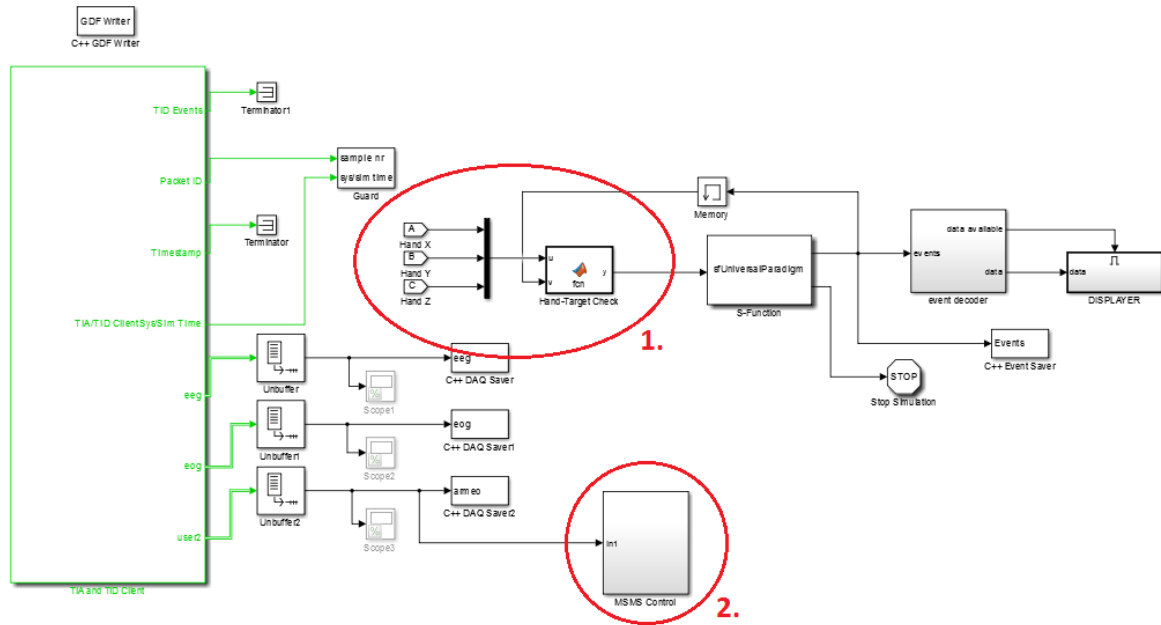 GDF Writer
C++ GDF Writer
TID Events
Terminator1
Packet ID
sample nr
sys/sim time
Guard
Timestamp
Terminator
TIA/TID ClientSys/Sim Time
A
Hand X
B
Hand Y
C
Hand Z
u
v
fcn
y
Hand-Target Check
1.
Memory
sfUniversalParadigm
S-Function
events
data available
data
event decoder
data
DISPLAYER
Events
C++ Event Saver
STOP
Stop Simulation
Unbuffer
eeg
Scope1
eeg
C++ DAQ Saver
Unbuffer1
eog
Scope2
eog
C++ DAQ Saver1
Unbuffer2
user2
Scope3
armeo
C++ DAQ Saver2
In1
MSMS Control
2.
TIA and TID Client